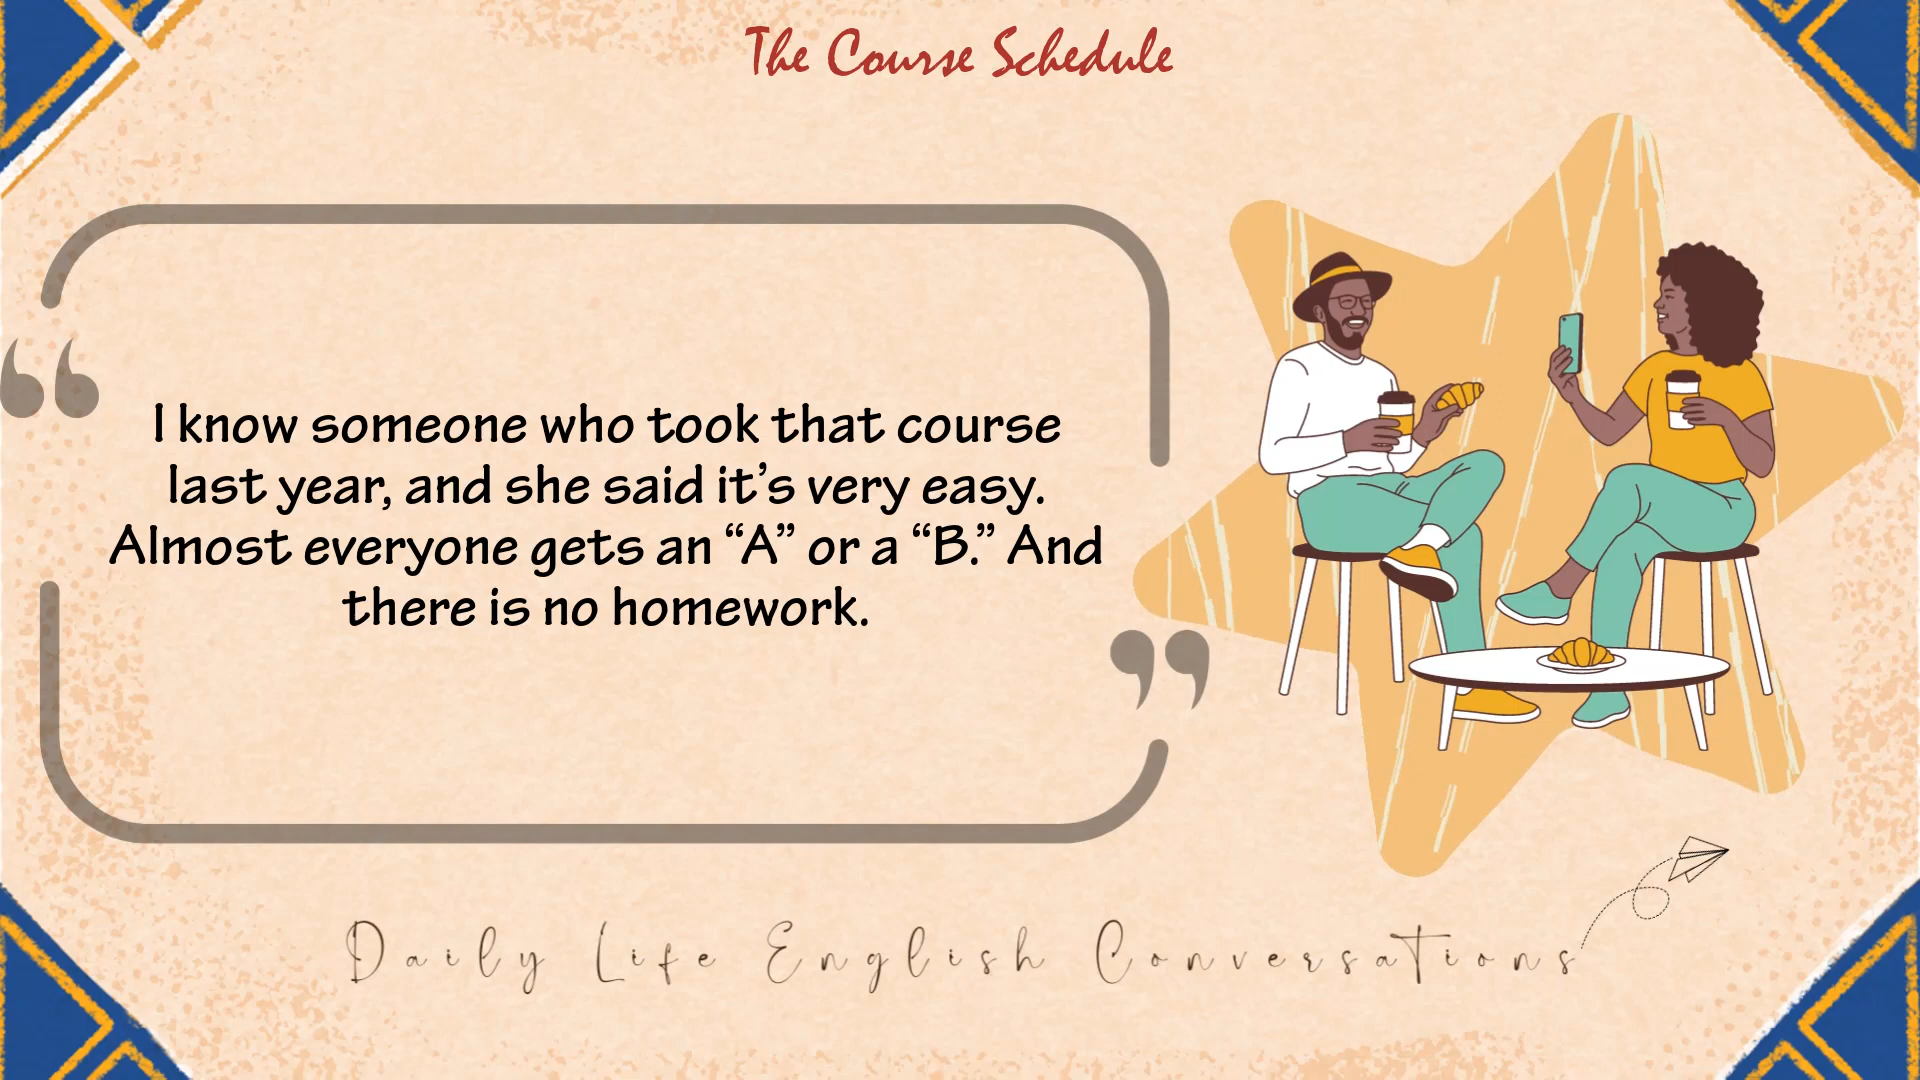 The Course Schedule
I know someone who took that course
last year, and she said it’s very easy.
Almost everyone gets an “A” or a “B.” And
there is no homework.
Daily Life English Conversations